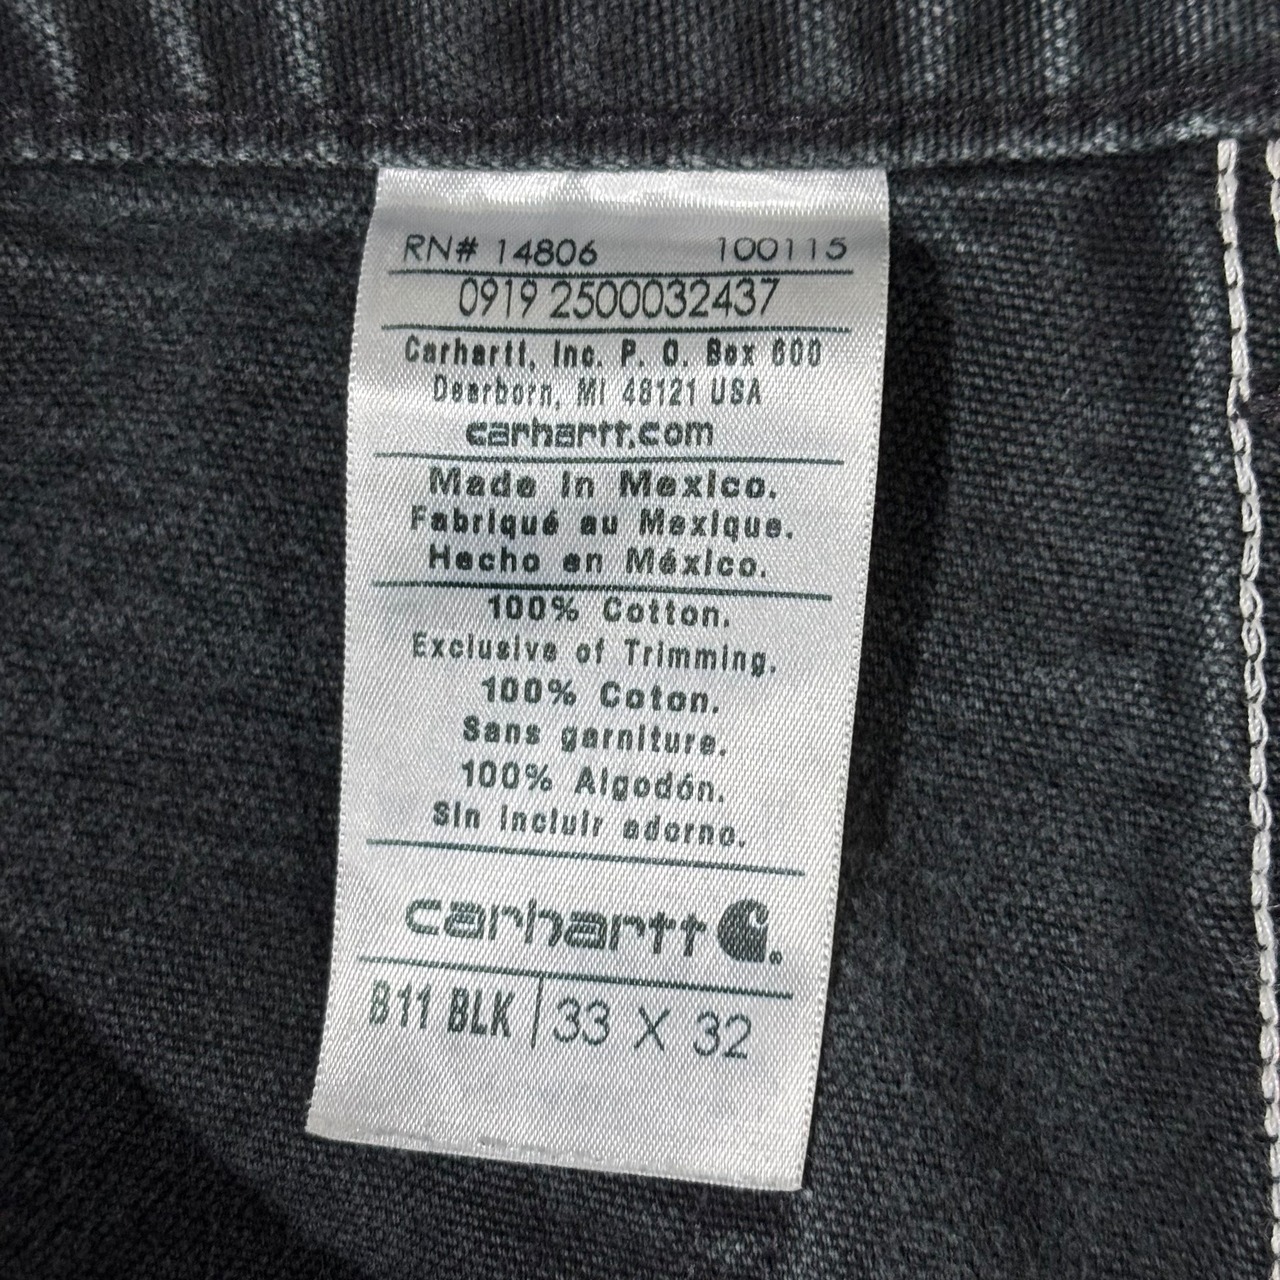 RN# 14806 100115
0919 2500032437
Carhartt, Inc. P. O. Box 600
Dearborn, MI 48121 USA
carhartt.com
Made in Mexico.
Fabriqué au Mexique.
Hecho en México.
100% Cotton.
Exclusive of Trimming.
100% Coton.
Sans garniture.
100% Algodón.
Sin incluir adorno.
carhartt
B11 BLK 33 X 32